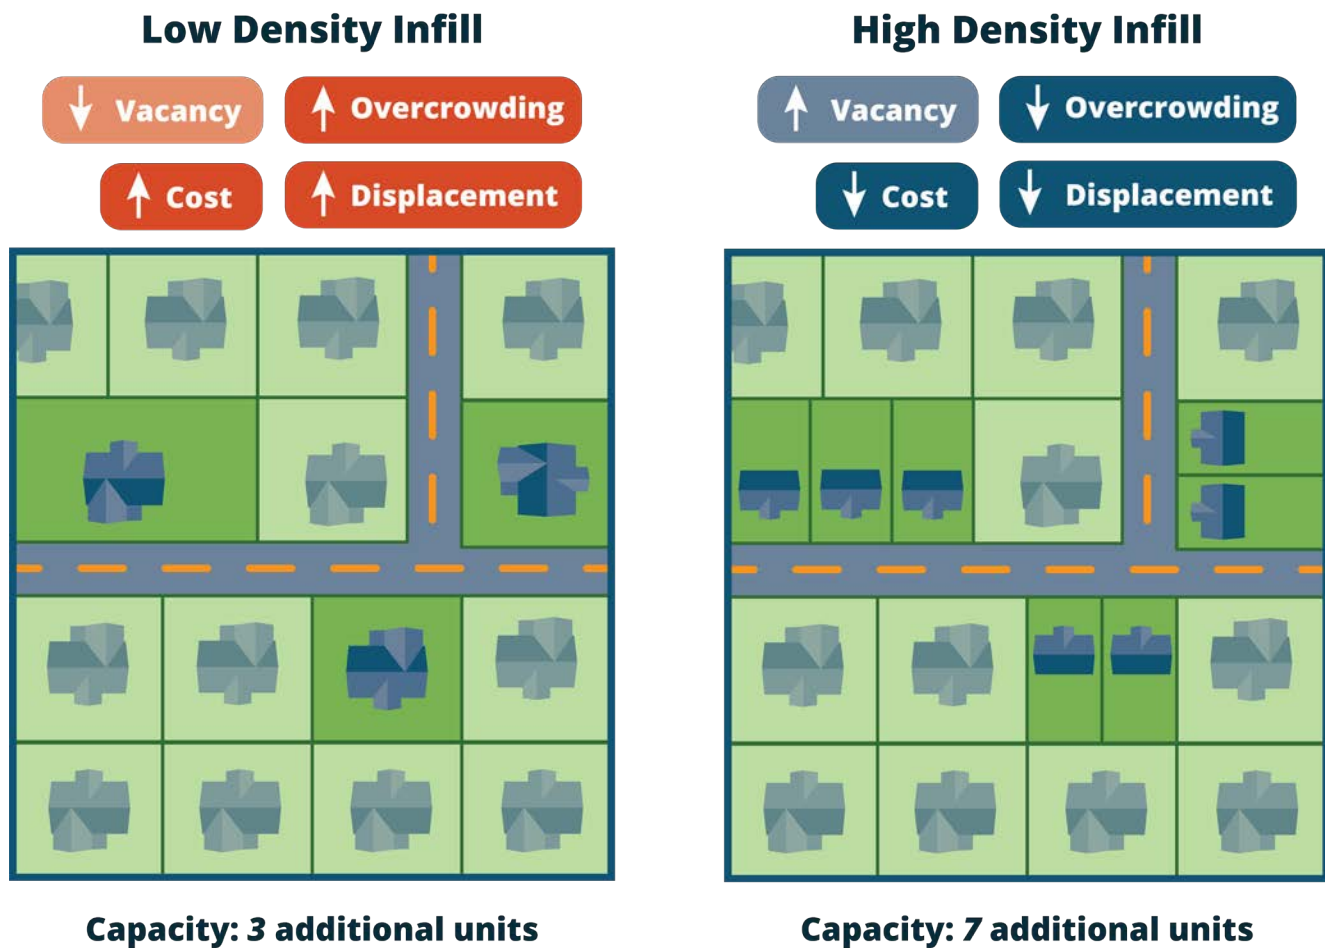 Low Density Infill
↓ Vacancy
↑ Overcrowding
↑ Cost
↑ Displacement
Capacity: 3 additional units
High Density Infill
↑ Vacancy
↓ Overcrowding
↓ Cost
↓ Displacement
Capacity: 7 additional units